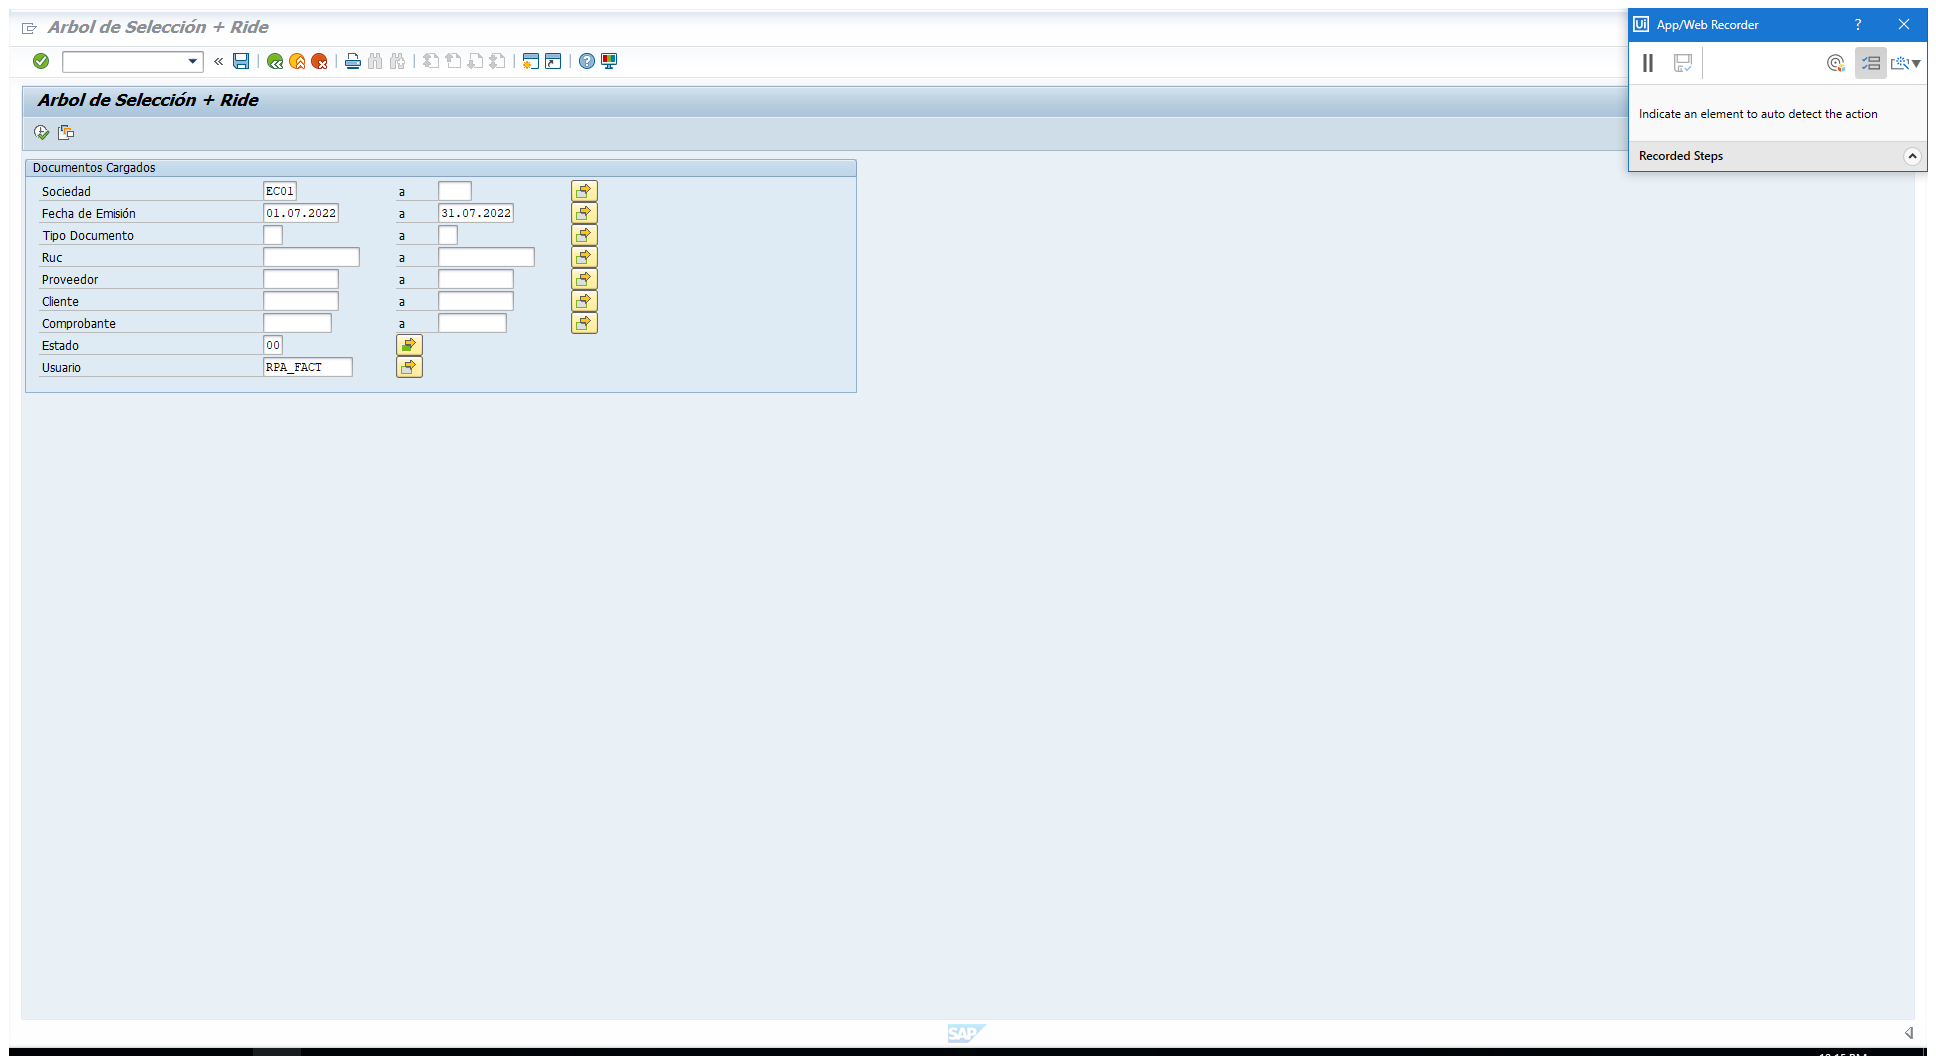 Arbol de Selección + Ride
Arbol de Selección + Ride
Documentos Cargados
Sociedad EC01 a
Fecha de Emisión 01.07.2022 a 31.07.2022
Tipo Documento a
Ruc a
Proveedor a
Cliente a
Comprobante a
Estado 00
Usuario RPA_FACT
Ui App/Web Recorder ?
Indicate an element to auto detect the action
Recorded Steps
SAP